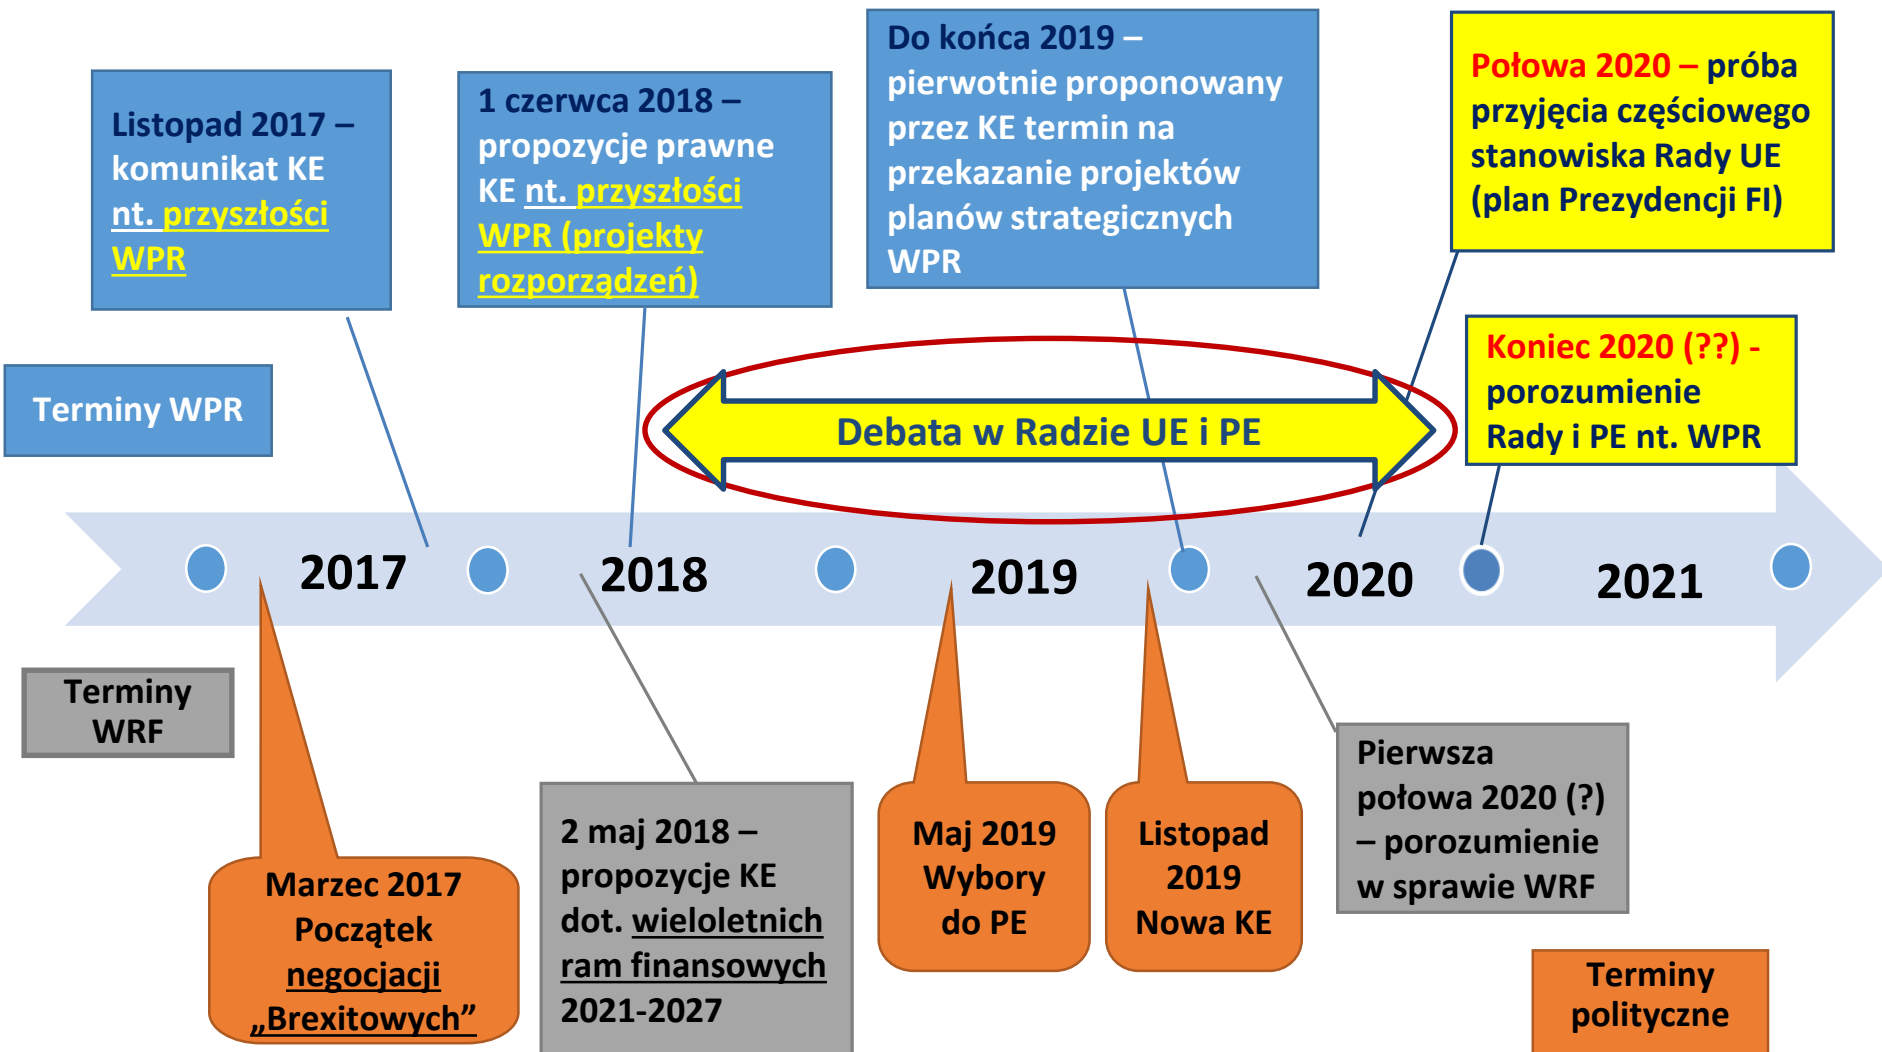 Listopad 2017 –
komunikat KE
nt. przyszłości
WPR
1 czerwca 2018 –
propozycje prawne
KE nt. przyszłości
WPR (projekty
rozporządzeń)
Do końca 2019 –
pierwotnie proponowany
przez KE termin na
przekazanie projektów
planów strategicznych
WPR
Połowa 2020 – próba
przyjęcia częściowego
stanowiska Rady UE
(plan Prezydencji FI)
Koniec 2020 (??) -
porozumienie
Rady i PE nt. WPR
Terminy WPR
Debata w Radzie UE i PE
2017
2018
2019
2020
2021
Terminy
WRF
Marzec 2017
Początek
negocjacji
„Brexitowych”
2 maj 2018 –
propozycje KE
dot. wieloletnich
ram finansowych
2021-2027
Maj 2019
Wybory
do PE
Listopad
2019
Nowa KE
Pierwsza
połowa 2020 (?)
– porozumienie
w sprawie WRF
Terminy
polityczne